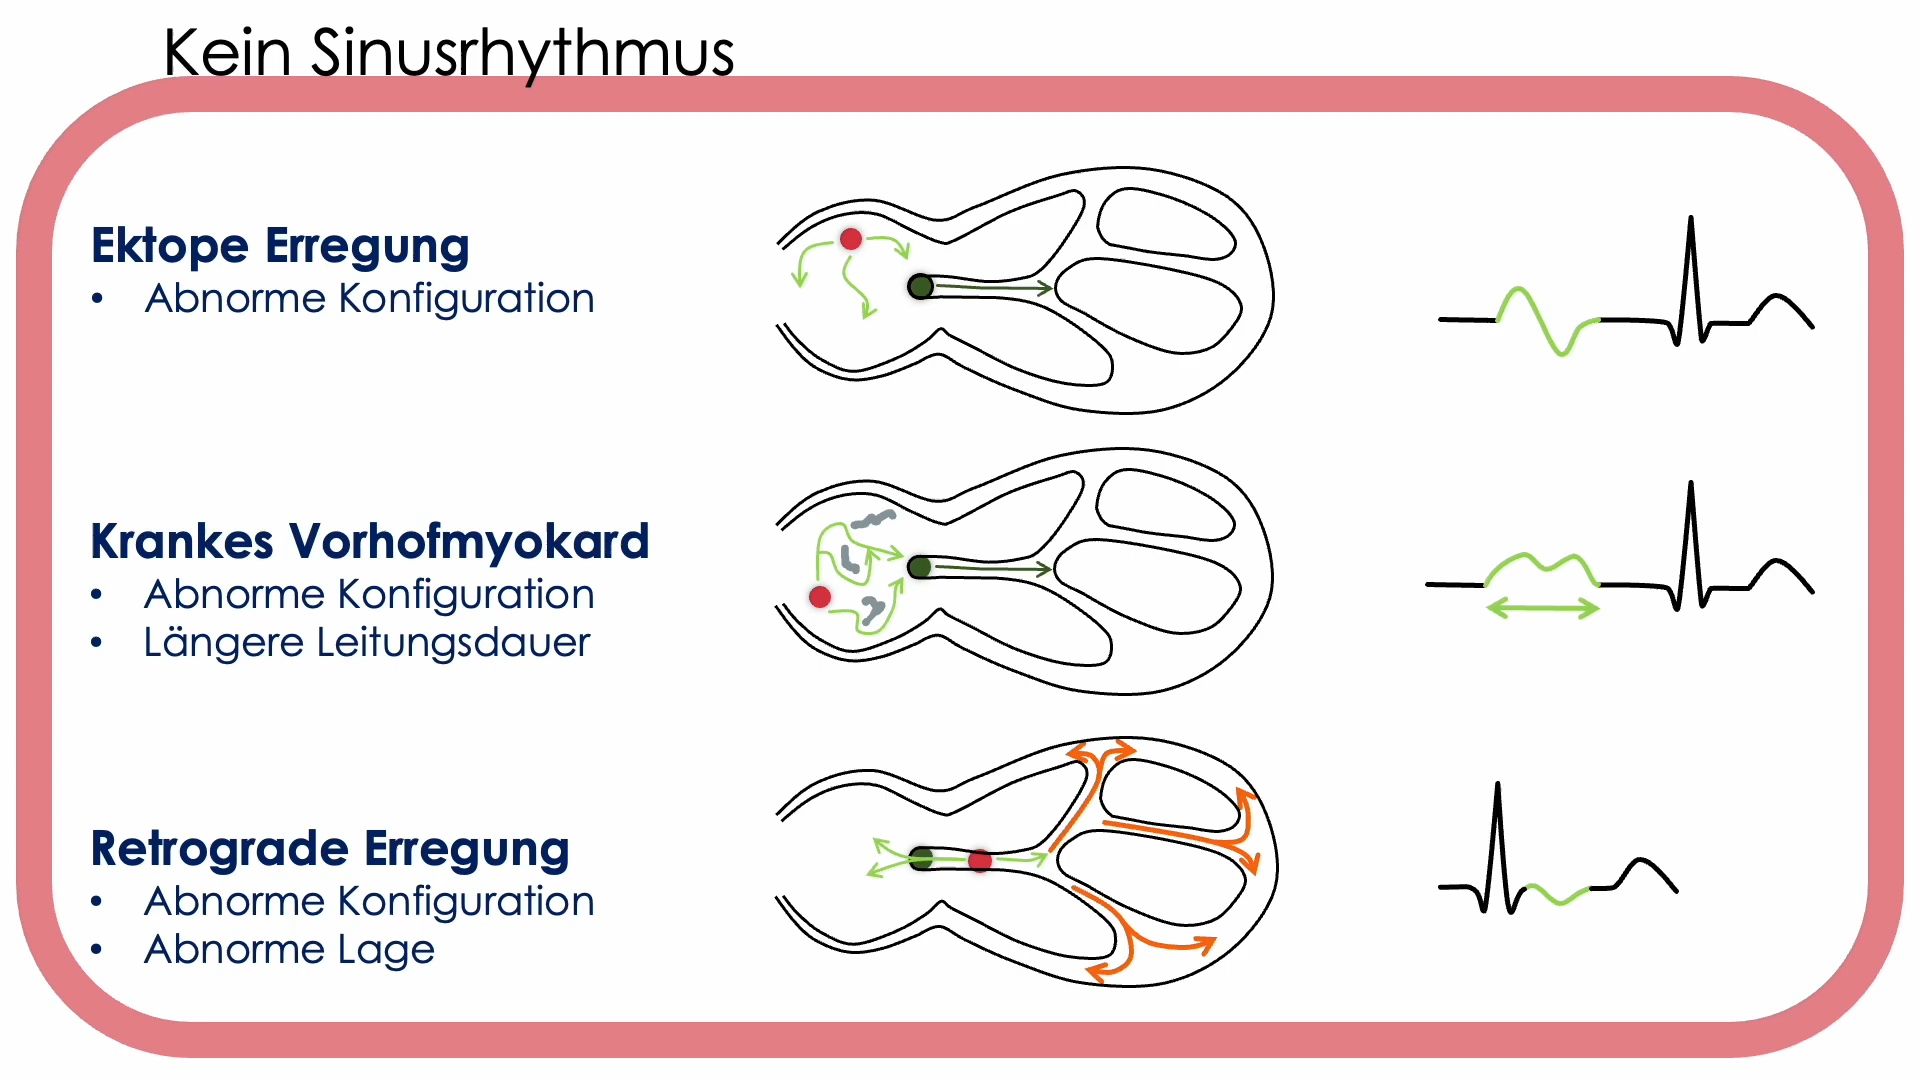 Kein Sinusrhythmus
Ektope Erregung
• Abnorme Konfiguration
Krankes Vorhofmyokard
• Abnorme Konfiguration
• Längere Leitungsdauer
Retrograde Erregung
• Abnorme Konfiguration
• Abnorme Lage